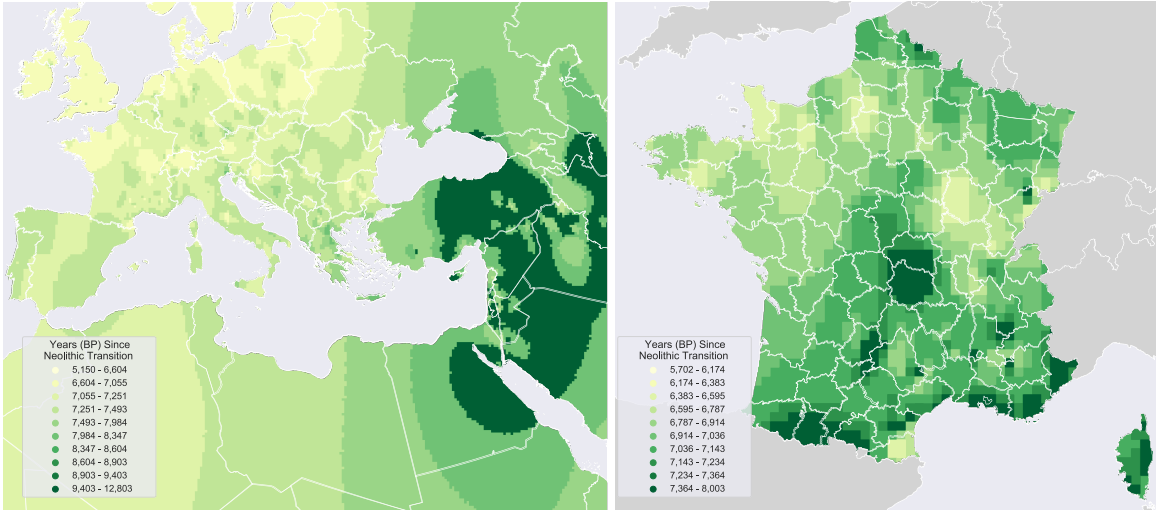 Years (BP) Since
Neolithic Transition
5,150 - 6,604
6,604 - 7,055
7,055 - 7,251
7,251 - 7,493
7,493 - 7,984
7,984 - 8,347
8,347 - 8,604
8,604 - 8,903
8,903 - 9,403
9,403 - 12,803
Years (BP) Since
Neolithic Transition
5,702 - 6,174
6,174 - 6,383
6,383 - 6,595
6,595 - 6,787
6,787 - 6,914
6,914 - 7,036
7,036 - 7,143
7,143 - 7,234
7,234 - 7,364
7,364 - 8,003